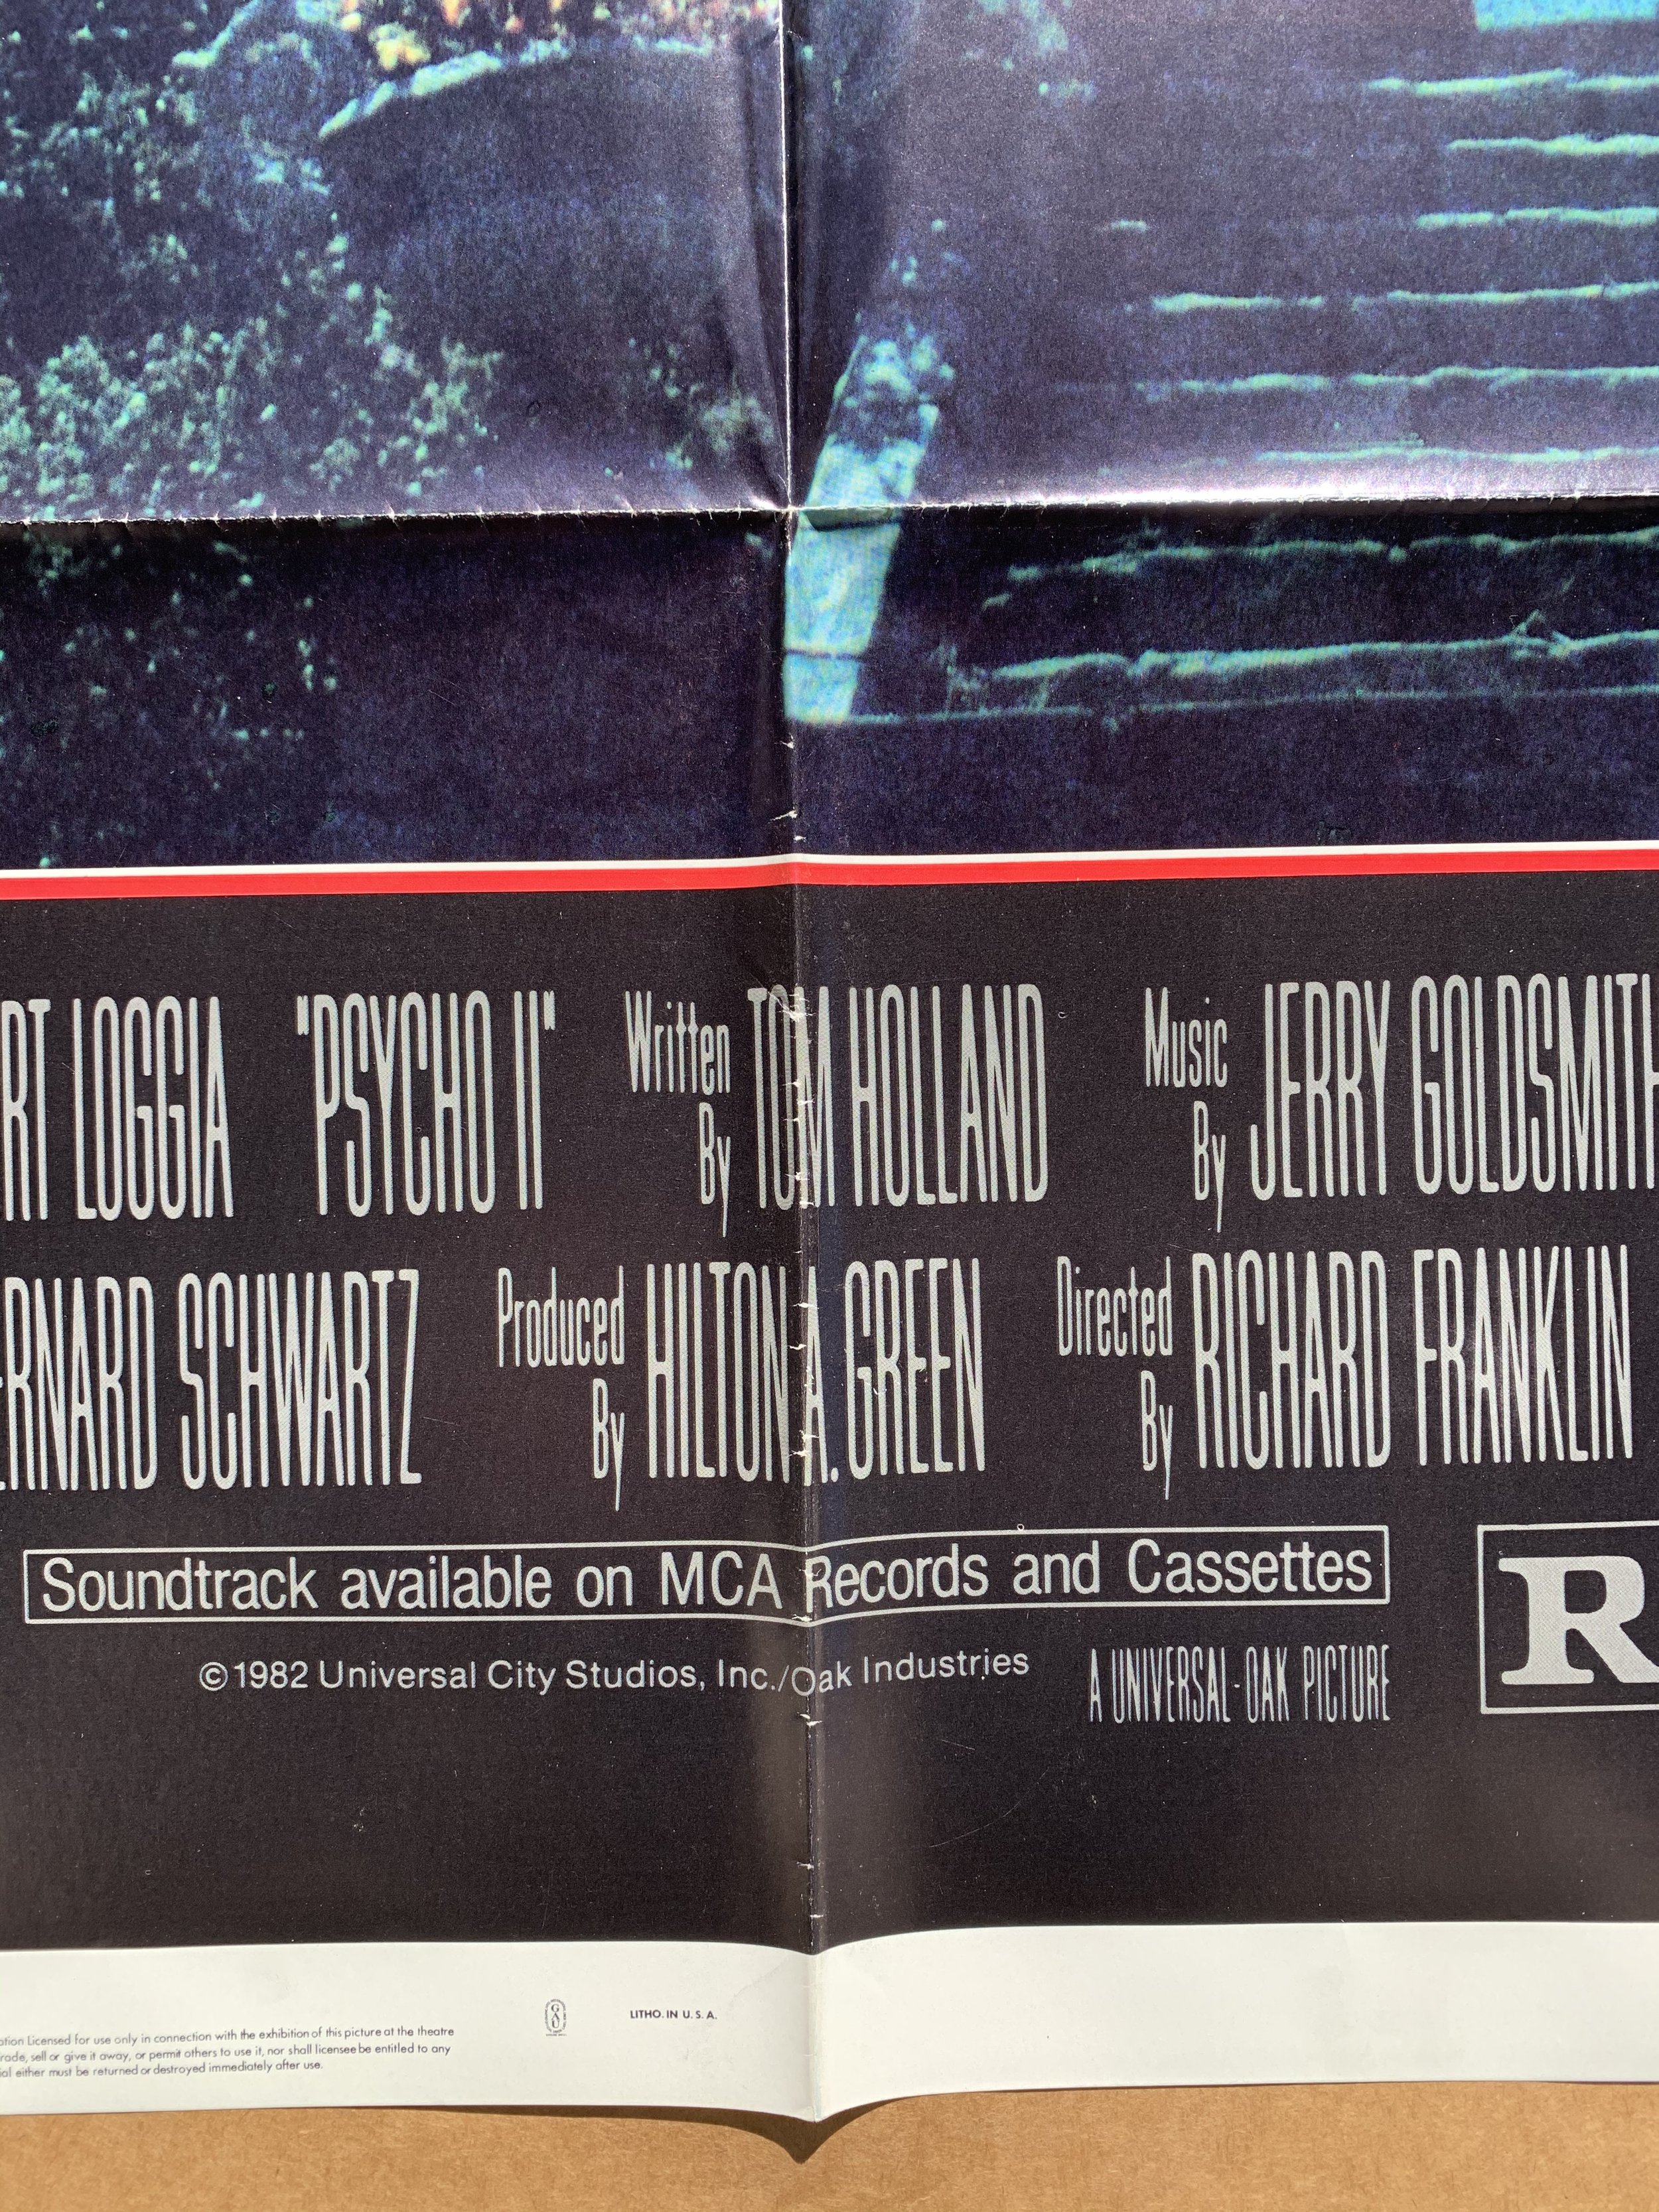 RT LOGGIA "PSYCHO II" Written By TOM HOLLAND Music By JERRY GOLDSMITH
ERNARD SCHWARTZ Produced By HILTON A. GREEN Directed By RICHARD FRANKLIN
Soundtrack available on MCA Records and Cassettes
R
©1982 Universal City Studios, Inc./Oak Industries A UNIVERSAL-OAK PICTURE
LITHO. IN U. S. A.
ation Licensed for use only in connection with the exhibition of this picture at the theatre
rade, sell or give it away, or permit others to use it, nor shall licensee be entitled to any
ial either must be returned or destroyed immediately after use.